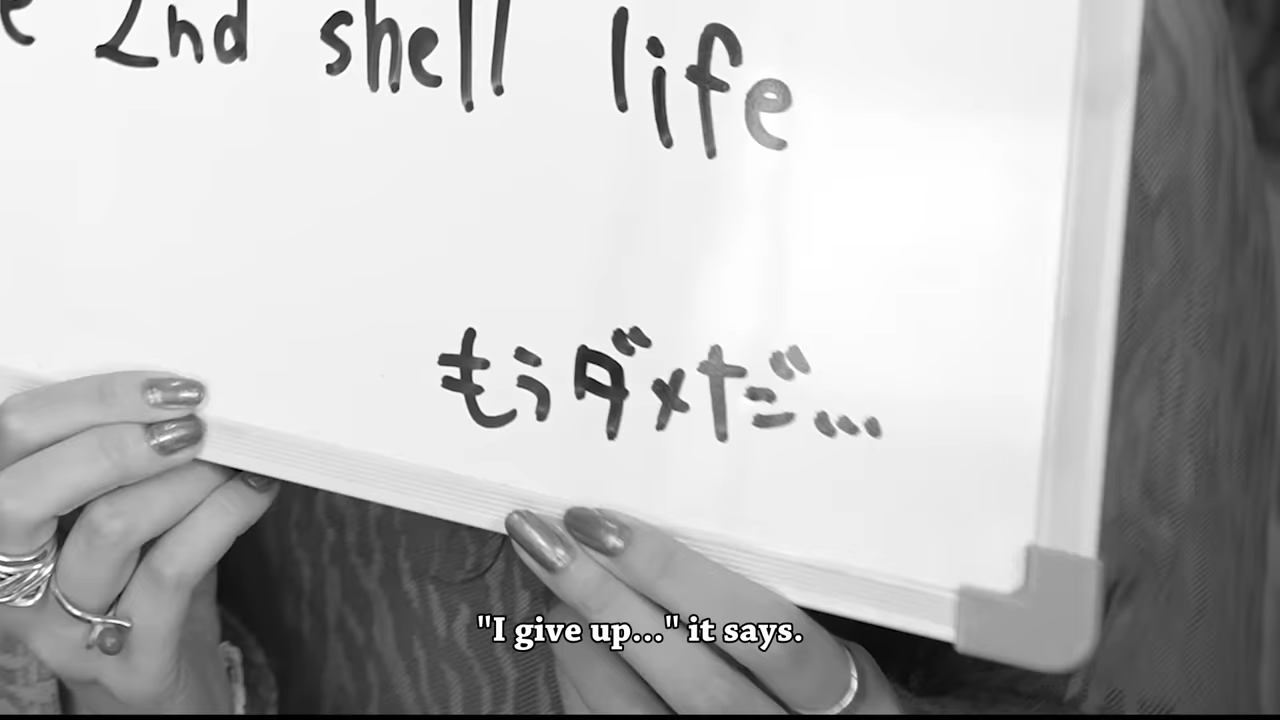 2nd shell life
もうダメだ...
"I give up..." it says.